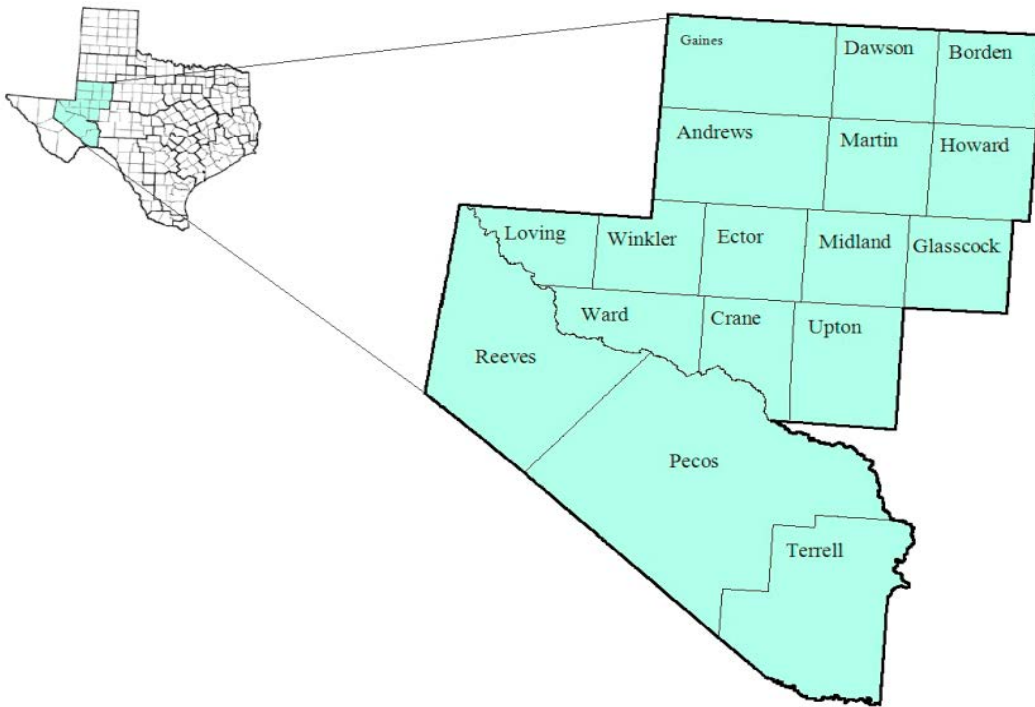 Gaines
Dawson
Borden
Andrews
Martin
Howard
Loving
Winkler
Ector
Midland
Glasscock
Ward
Crane
Upton
Reeves
Pecos
Terrell